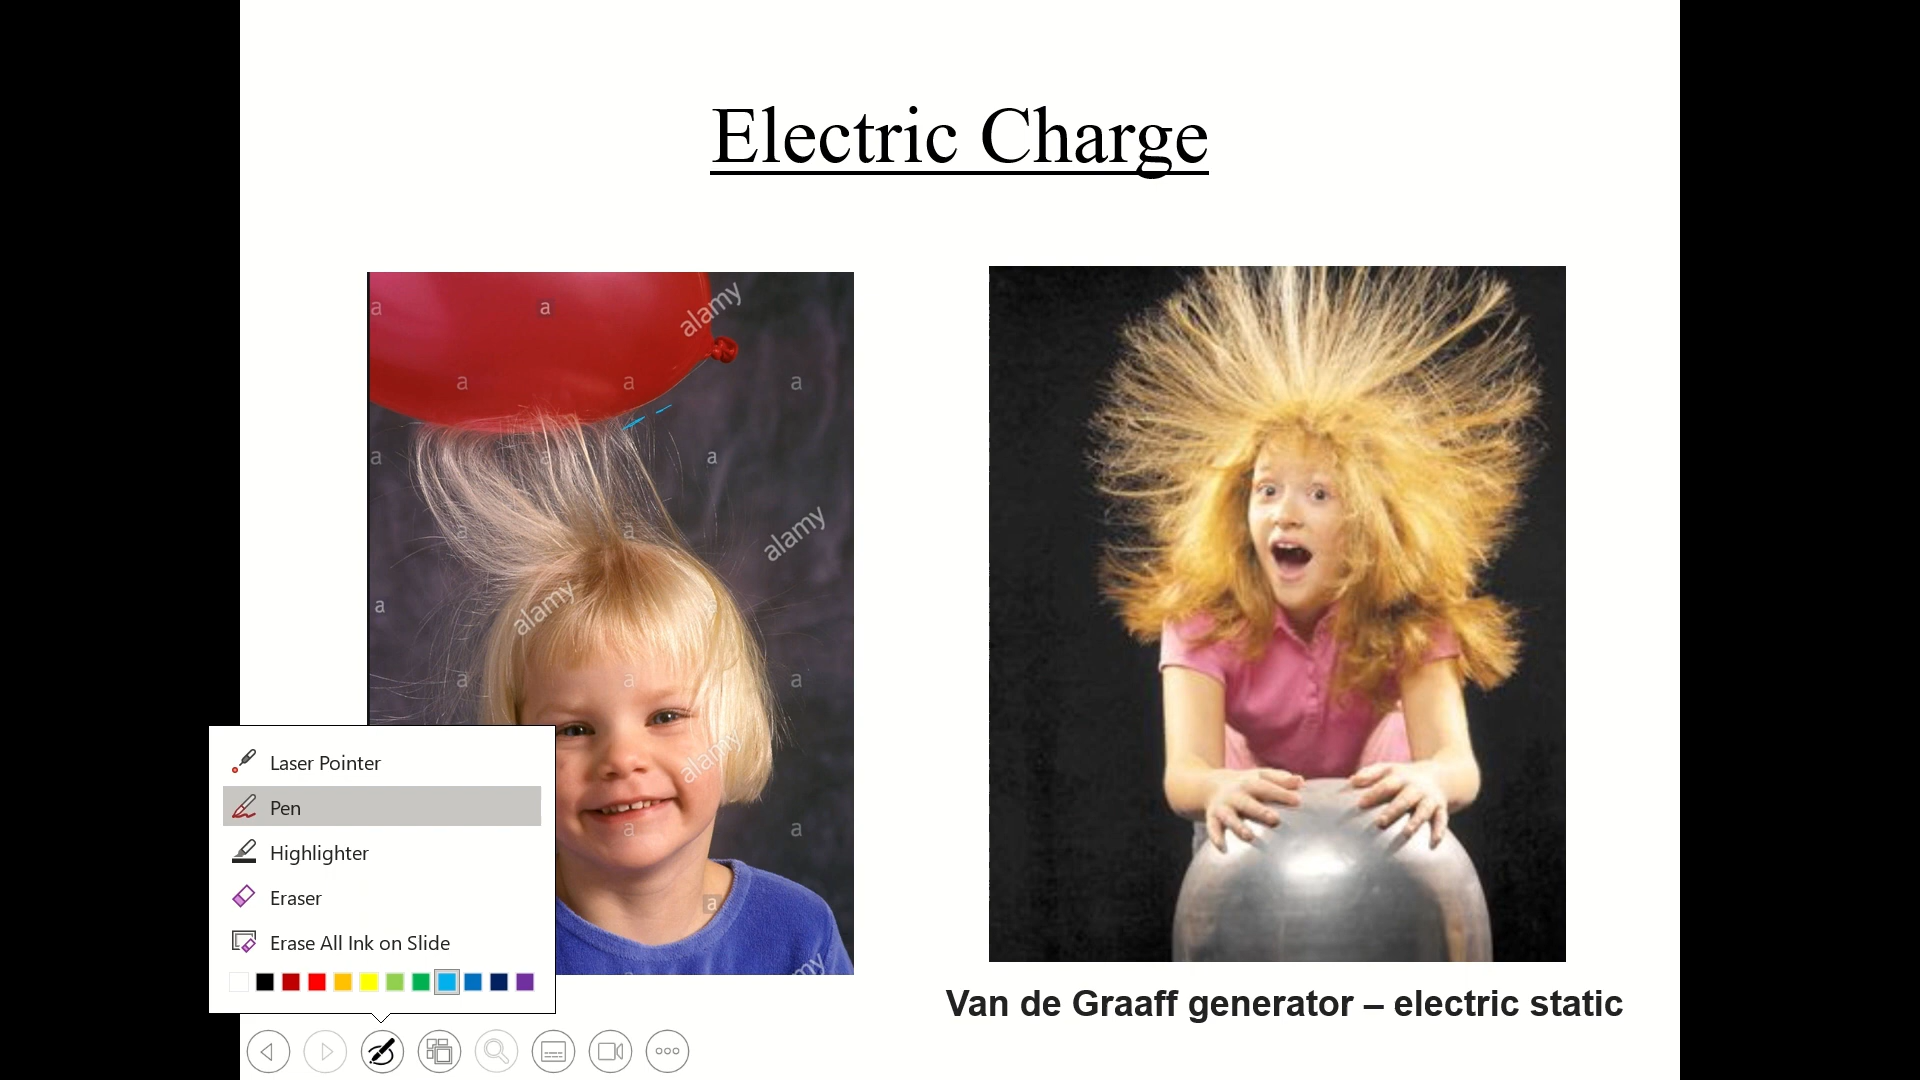 Electric Charge
a
a
alamy
a
a
a
a
a
a
a
a
alamy
a
alamy
a
a
a
alamy
a
a
a
Laser Pointer
Pen
Highlighter
Eraser
Erase All Ink on Slide
Van de Graaff generator – electric static